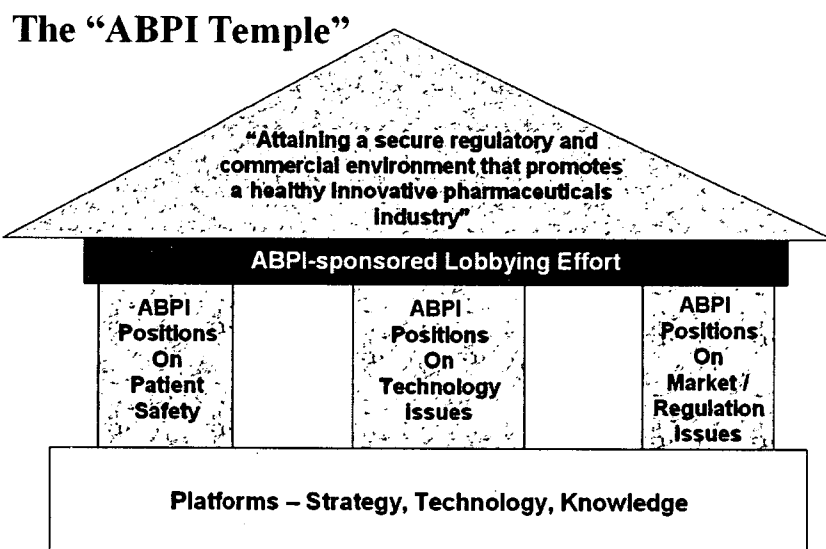 The “ABPI Temple”
“Attaining a secure regulatory and
commercial environment that promotes
a healthy innovative pharmaceuticals
industry”
ABPI-sponsored Lobbying Effort
ABPI
Positions
On
Patient
Safety
ABPI
Positions
On
Technology
issues
ABPI
Positions
On
Market /
Regulation
issues
Platforms – Strategy, Technology, Knowledge